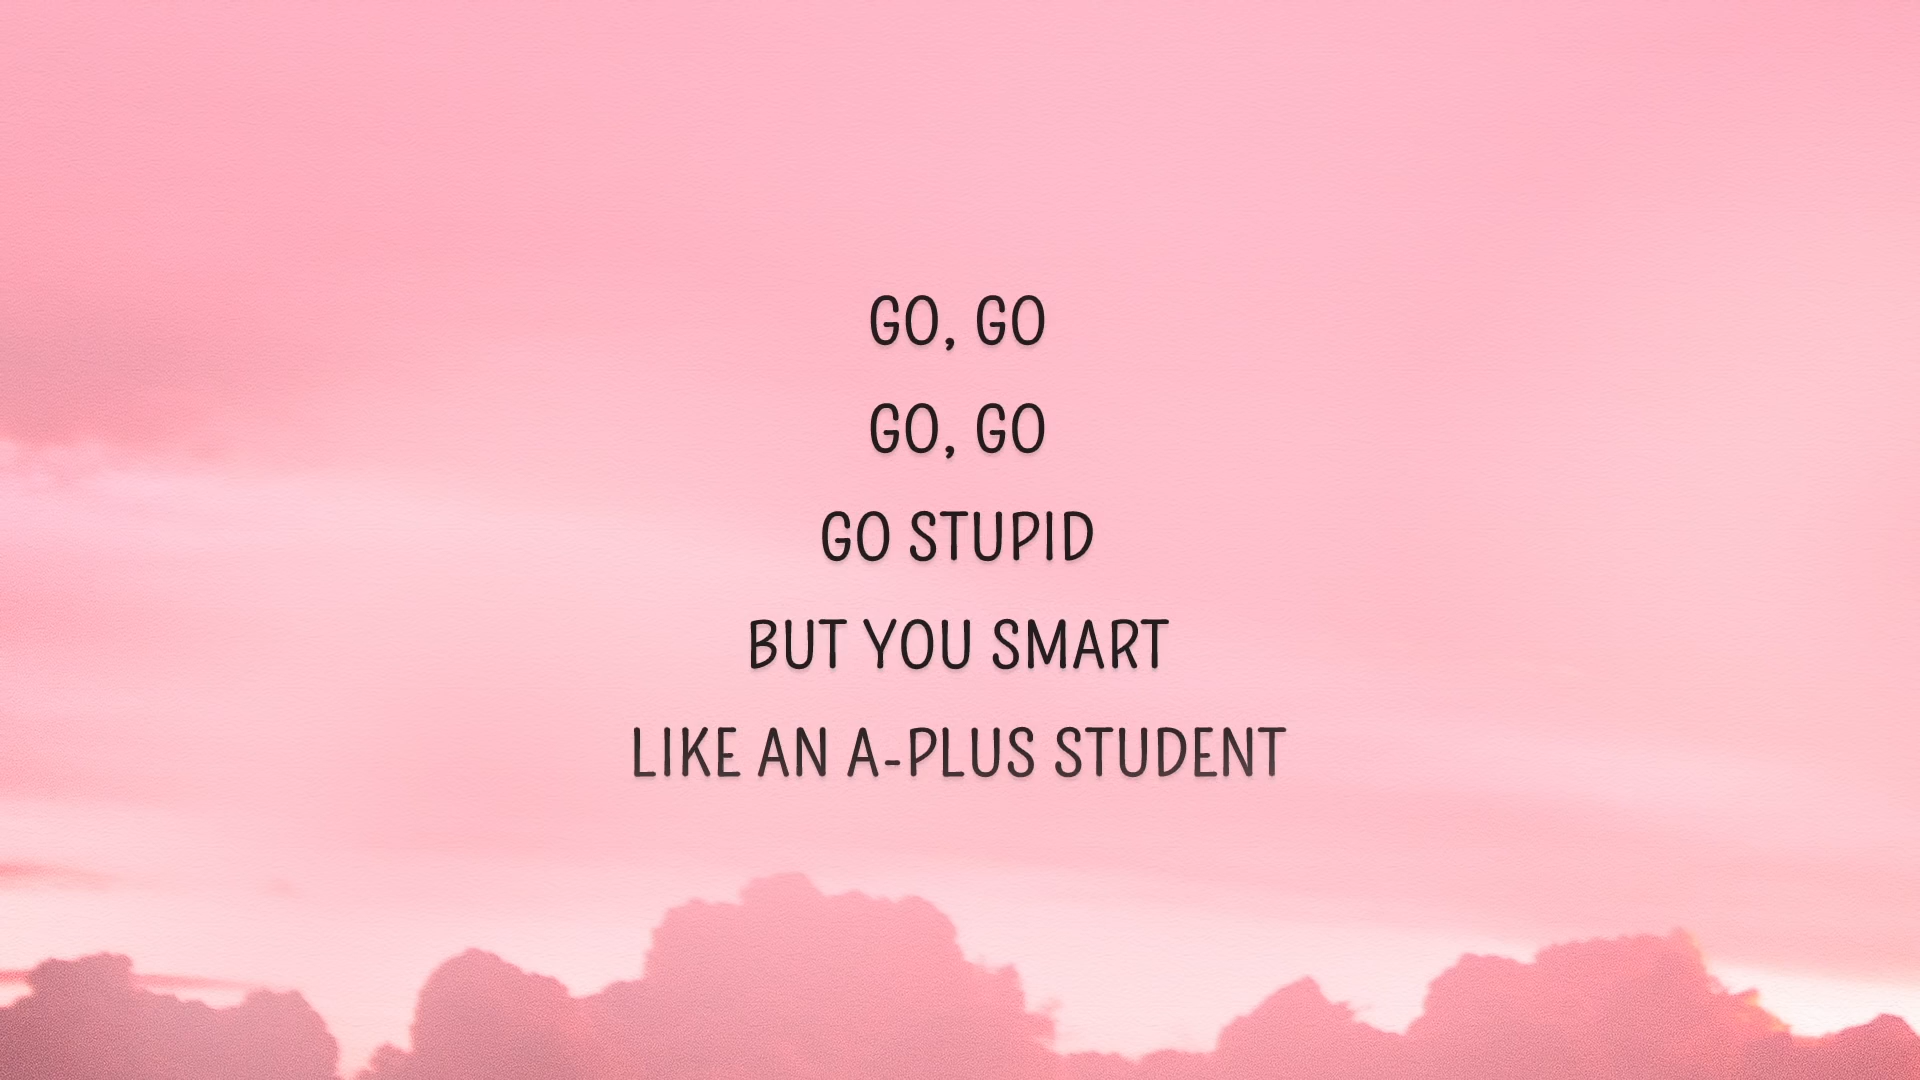 GO, GO
GO, GO
GO STUPID
BUT YOU SMART
LIKE AN A-PLUS STUDENT